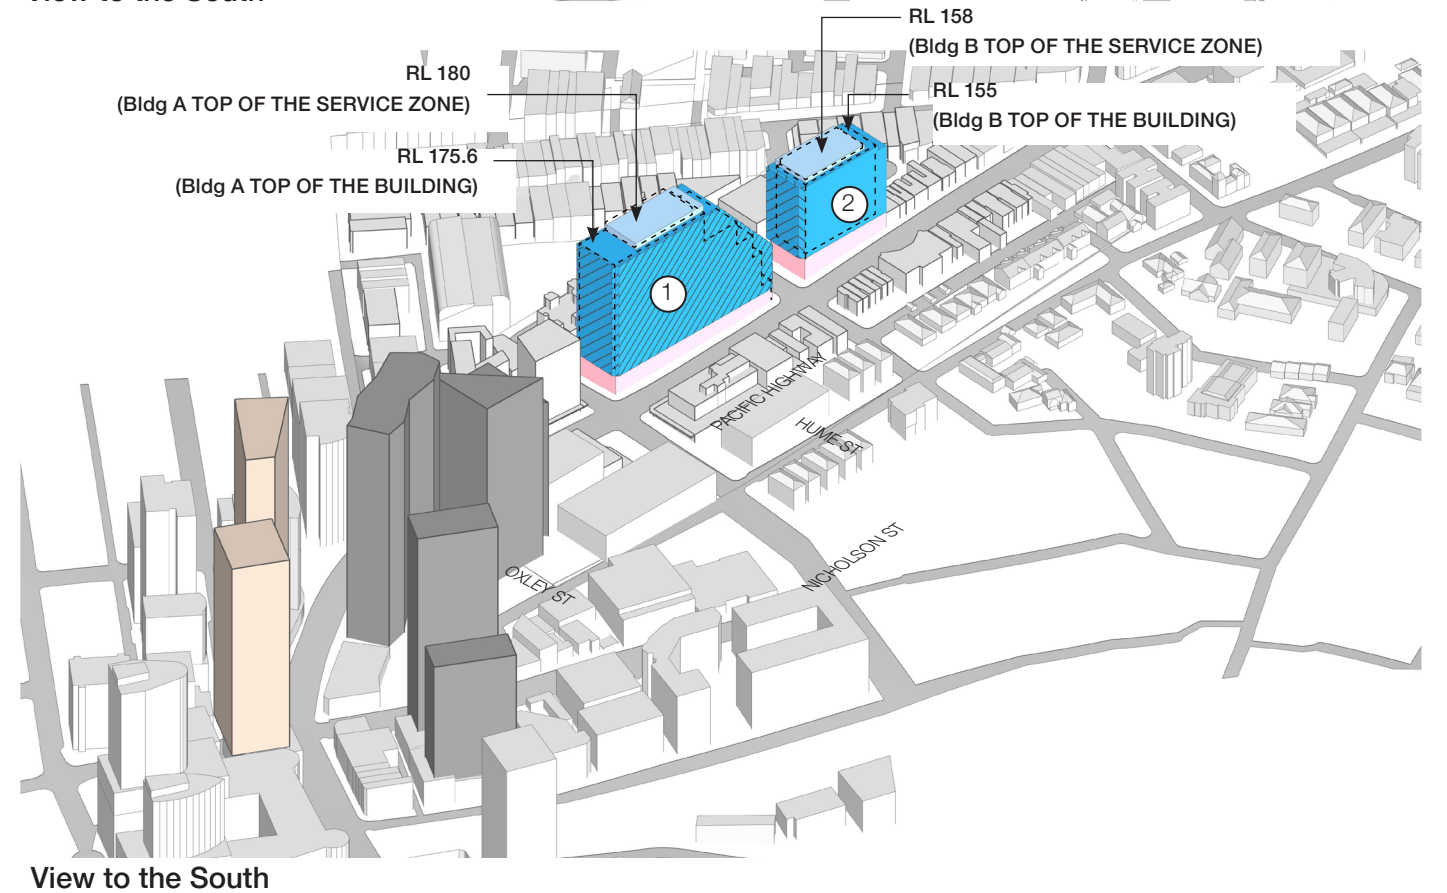 RL 158
(Bldg B TOP OF THE SERVICE ZONE)
RL 180
(Bldg A TOP OF THE SERVICE ZONE)
RL 155
(Bldg B TOP OF THE BUILDING)
RL 175.6
(Bldg A TOP OF THE BUILDING)
2
1
PACIFIC HIGHWAY
HUME ST
NICHOLSON ST
OXLEY ST
View to the South